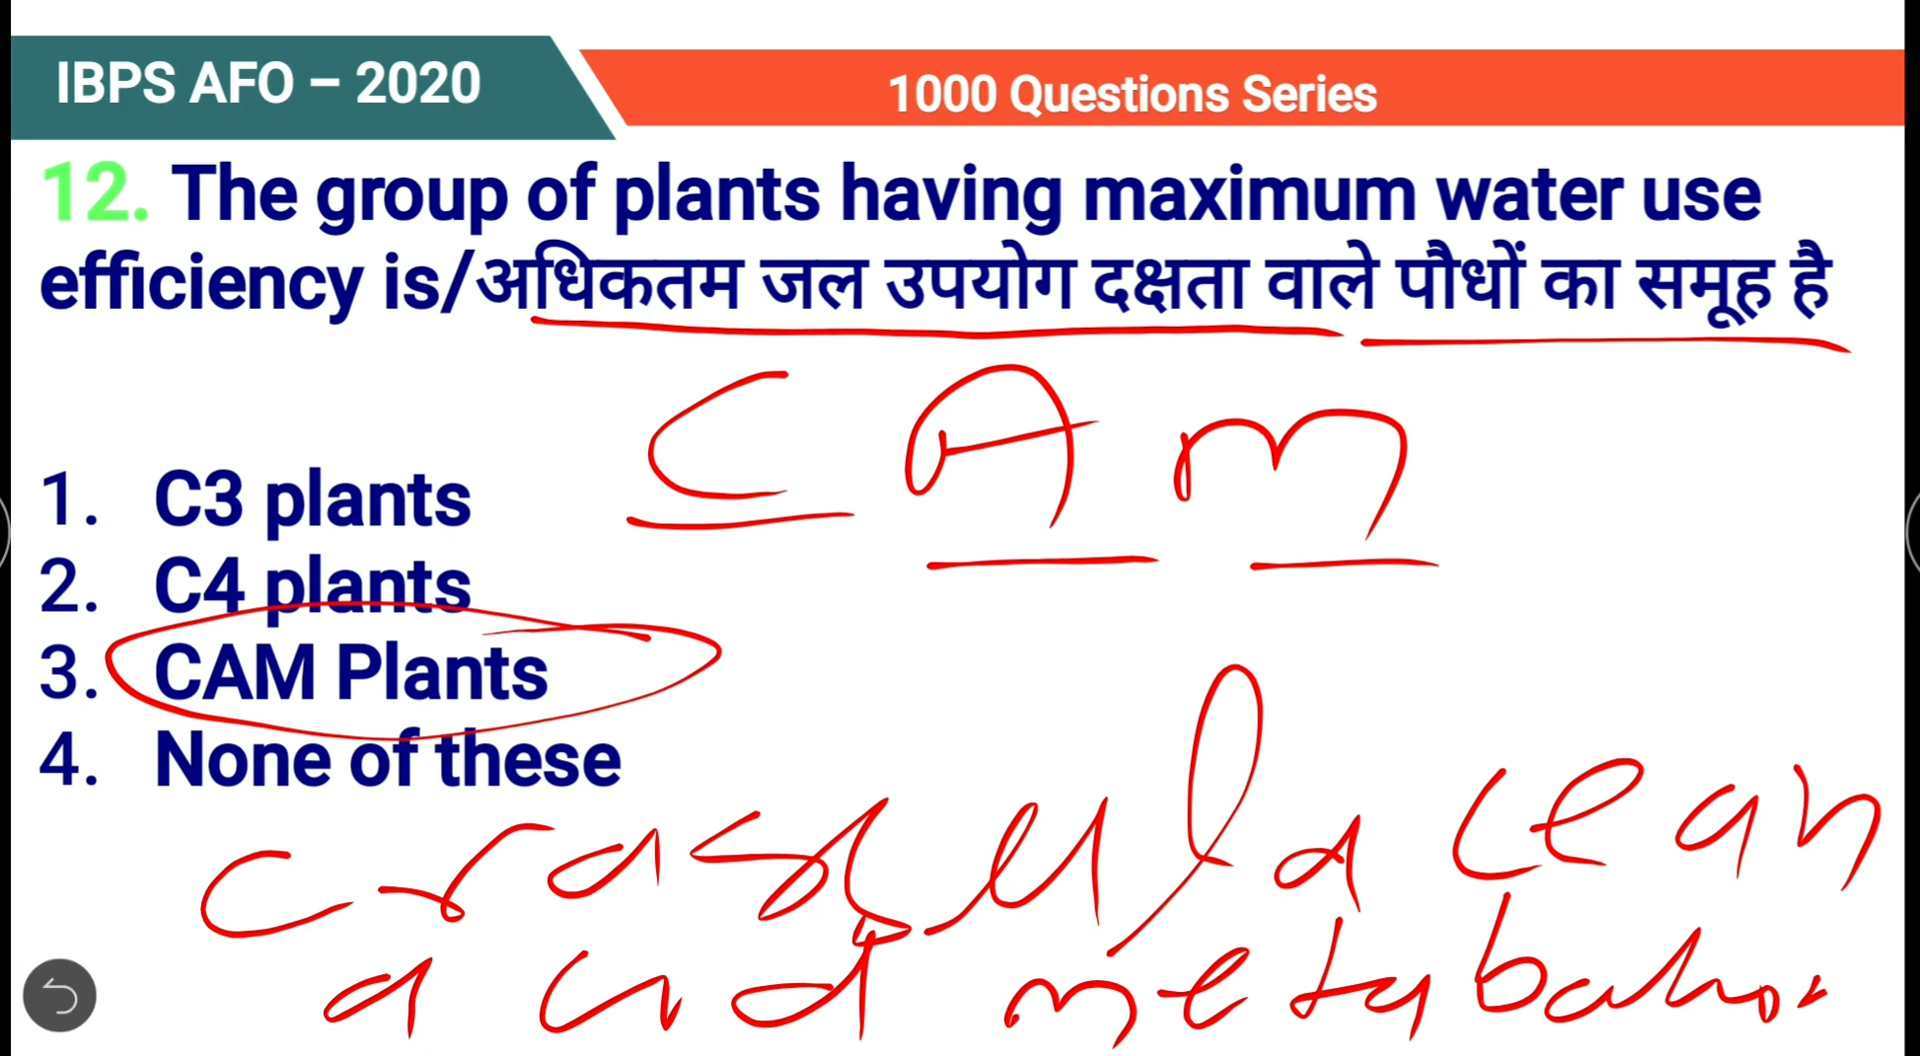 IBPS AFO – 2020
1000 Questions Series
12. The group of plants having maximum water use
efficiency is/अधिकतम जल उपयोग दक्षता वाले पौधों का समूह है
CAM
1. C3 plants
2. C4 plants
3. CAM Plants
4. None of these
crassulacean
acid